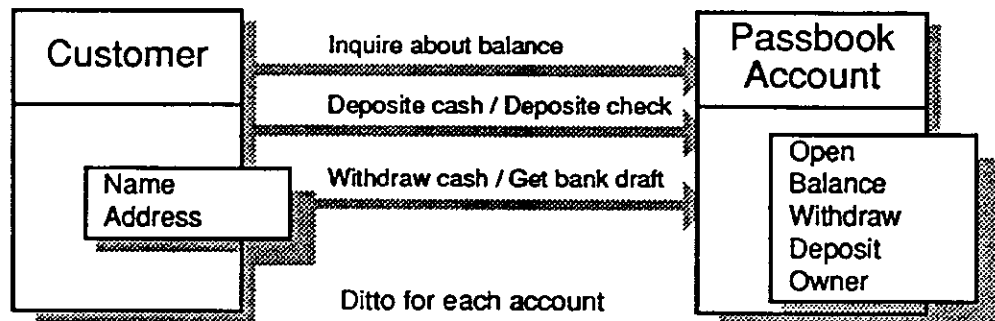 Customer
Name
Address
Inquire about balance
Deposite cash / Deposite check
Withdraw cash / Get bank draft
Ditto for each account
Passbook
Account
Open
Balance
Withdraw
Deposit
Owner